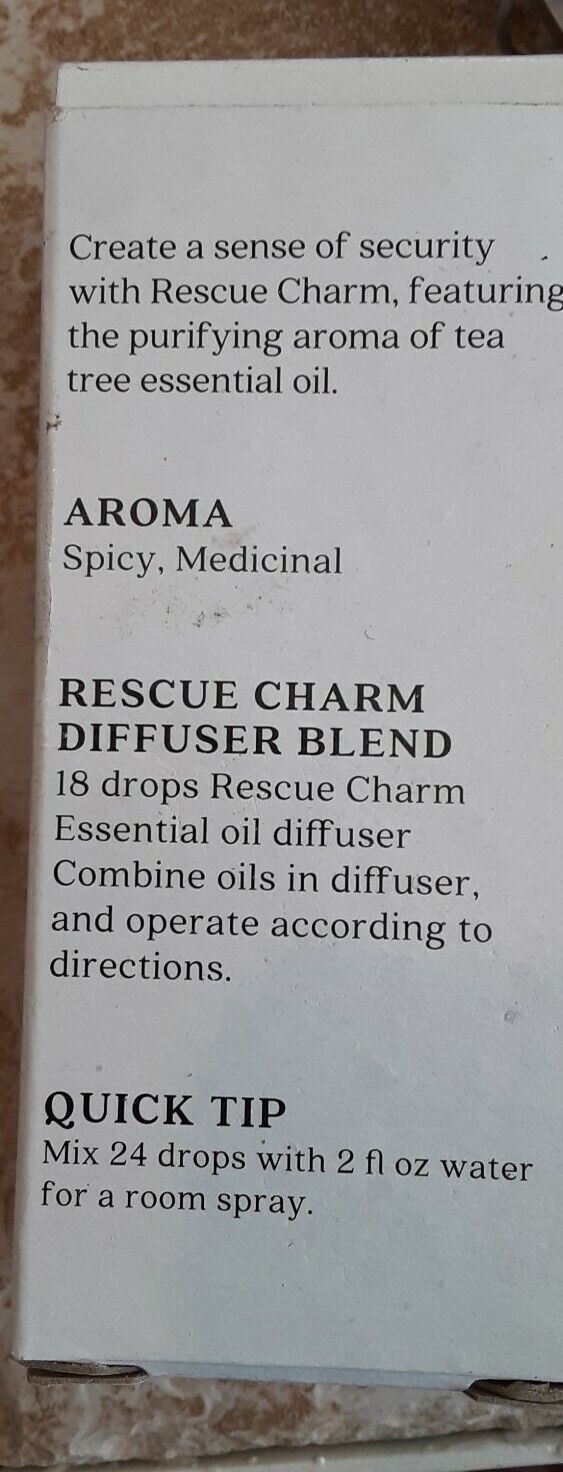 Create a sense of security
with Rescue Charm, featuring
the purifying aroma of tea
tree essential oil.
AROMA
Spicy, Medicinal
RESCUE CHARM
DIFFUSER BLEND
18 drops Rescue Charm
Essential oil diffuser
Combine oils in diffuser,
and operate according to
directions.
QUICK TIP
Mix 24 drops with 2 fl oz water
for a room spray.